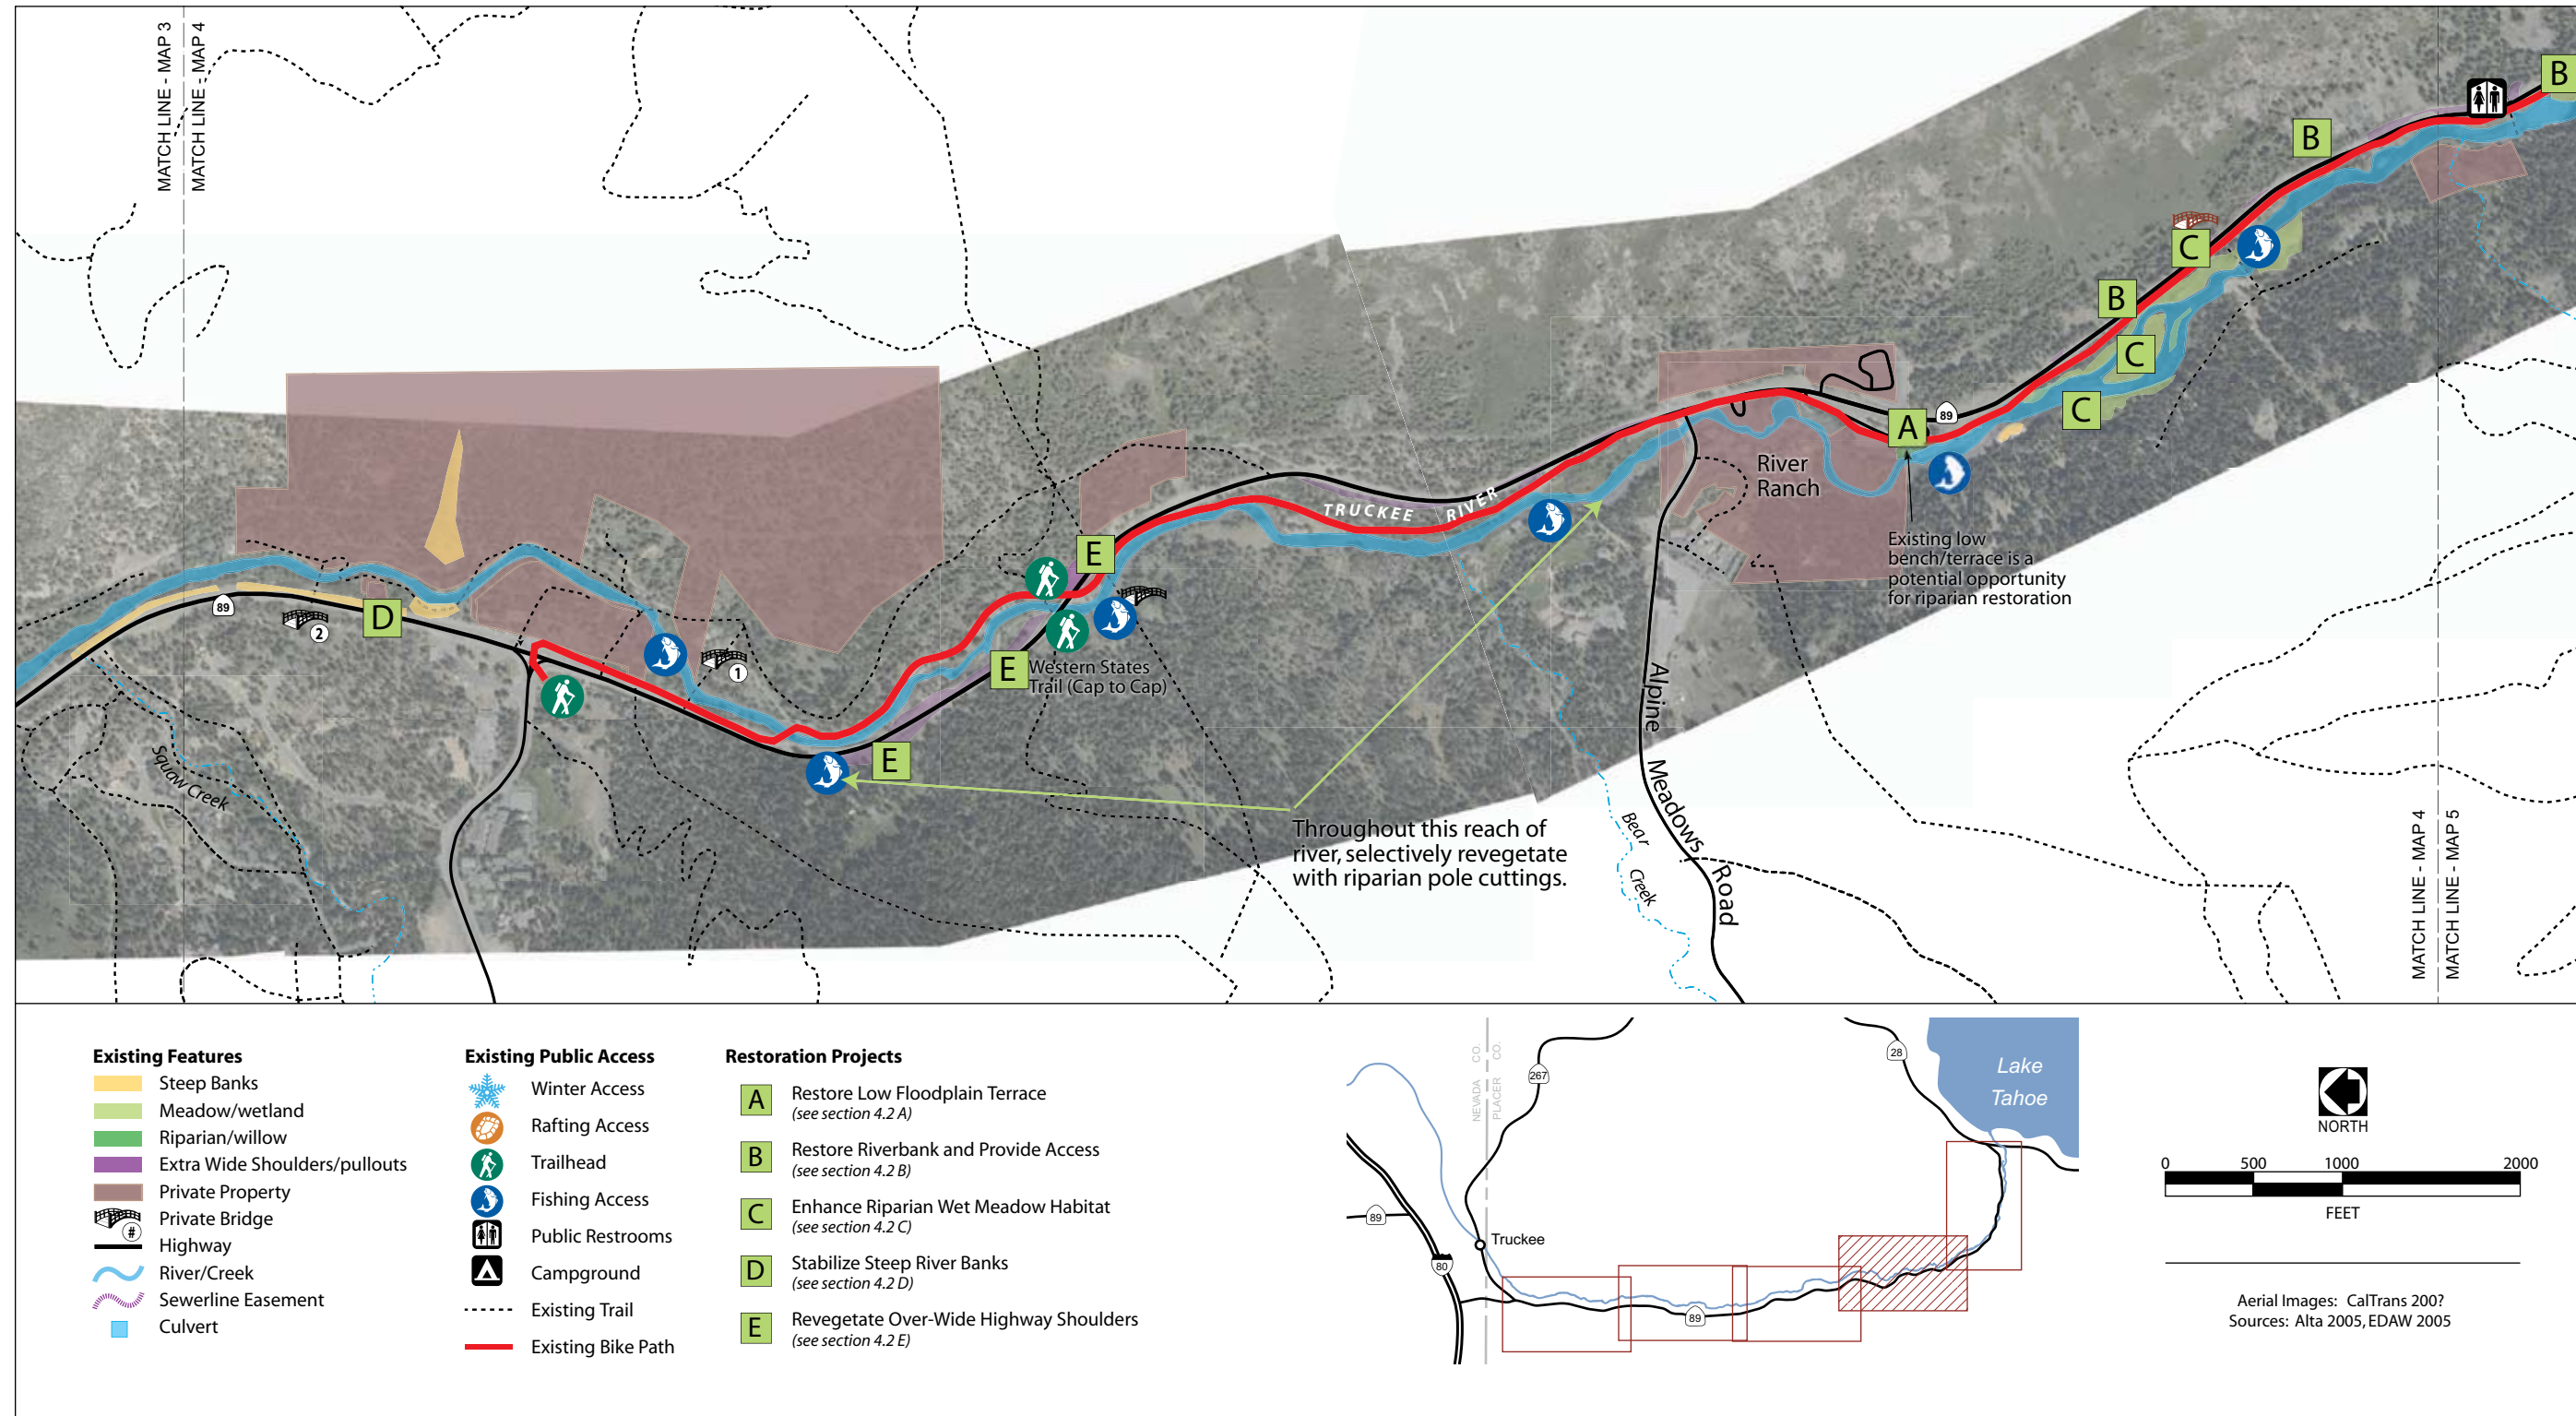 MATCH LINE - MAP 3
MATCH LINE - MAP 4
B
B
C
B
C
C
89
A
River
Ranch
TRUCKEE RIVER
Existing low
bench/terrace is a
potential opportunity
for riparian restoration
E
89
D
2
1
E
Western States
Trail (Cap to Cap)
E
Squaw Creek
Alpine Meadows Road
Bear Creek
Throughout this reach of
river, selectively revegetate
with riparian pole cuttings.
MATCH LINE - MAP 4
MATCH LINE - MAP 5
Existing Features
Steep Banks
Meadow/wetland
Riparian/willow
Extra Wide Shoulders/pullouts
Private Property
Private Bridge
#
Highway
River/Creek
Sewerline Easement
Culvert
Existing Public Access
Winter Access
Rafting Access
Trailhead
Fishing Access
Public Restrooms
Campground
Existing Trail
Existing Bike Path
Restoration Projects
A Restore Low Floodplain Terrace
(see section 4.2 A)
B Restore Riverbank and Provide Access
(see section 4.2 B)
C Enhance Riparian Wet Meadow Habitat
(see section 4.2 C)
D Stabilize Steep River Banks
(see section 4.2 D)
E Revegetate Over-Wide Highway Shoulders
(see section 4.2 E)
NEVADA CO.
PLACER CO.
267
28
Lake
Tahoe
89
Truckee
80
89
NORTH
0 500 1000 2000
FEET
Aerial Images: CalTrans 200?
Sources: Alta 2005, EDAW 2005